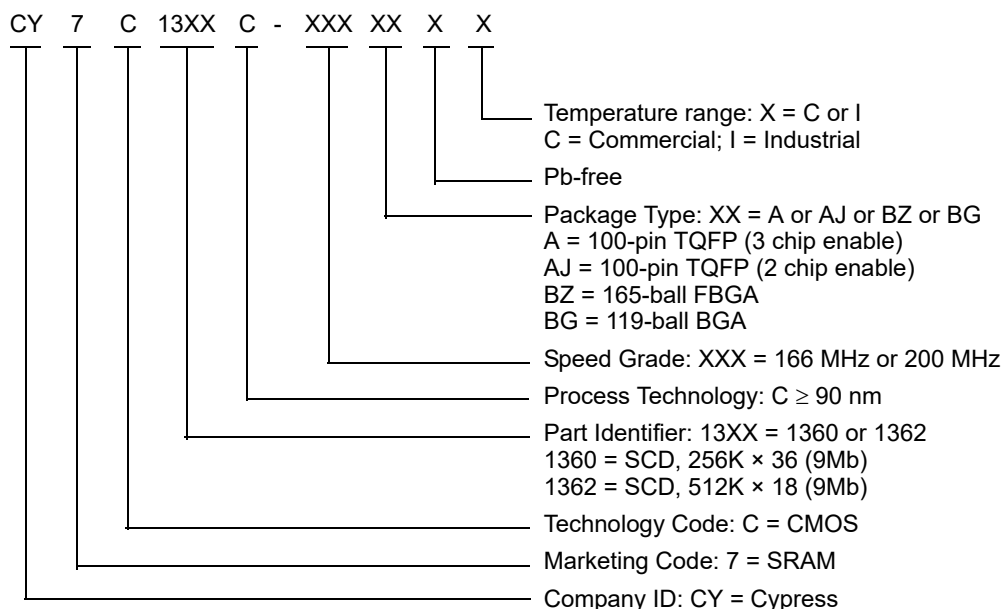 CY 7 C 13XX C - XXX XX X X
Temperature range: X = C or I
C = Commercial; I = Industrial
Pb-free
Package Type: XX = A or AJ or BZ or BG
A = 100-pin TQFP (3 chip enable)
AJ = 100-pin TQFP (2 chip enable)
BZ = 165-ball FBGA
BG = 119-ball BGA
Speed Grade: XXX = 166 MHz or 200 MHz
Process Technology: C ≥ 90 nm
Part Identifier: 13XX = 1360 or 1362
1360 = SCD, 256K × 36 (9Mb)
1362 = SCD, 512K × 18 (9Mb)
Technology Code: C = CMOS
Marketing Code: 7 = SRAM
Company ID: CY = Cypress